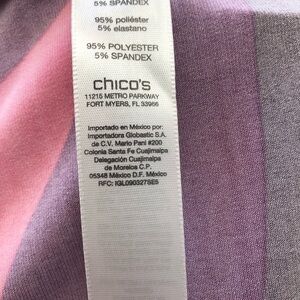 5% SPANDEX
95% poliéster
5% elastano
95% POLYESTER
5% SPANDEX
chico's
11215 METRO PARKWAY
FORT MYERS, FL 33966
Importado en México por:
Importadora Globastic S.A.
de C.V. Mario Pani #200
Colonia Santa Fe Cuajimalpa
Delegación Cuajimalpa
de Morelos C.P.
05348 México D.F. México
RFC: IGL090327SE5